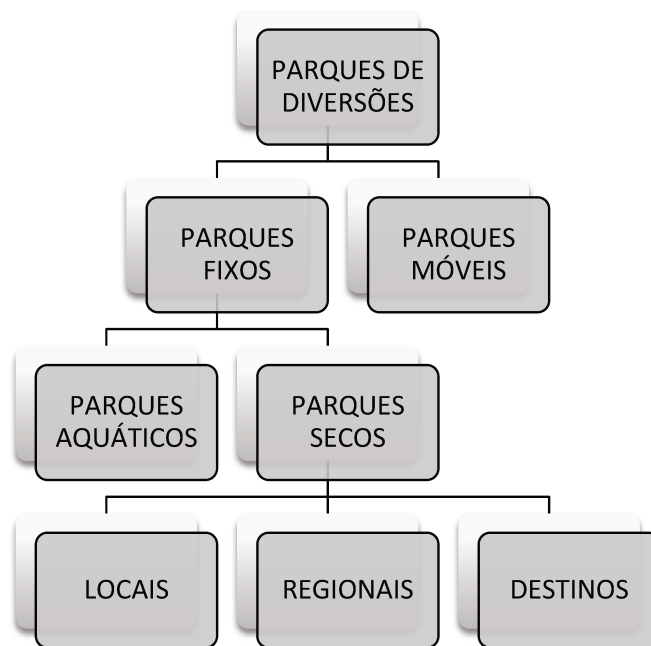 PARQUES DE
DIVERSÕES
PARQUES
FIXOS
PARQUES
MÓVEIS
PARQUES
AQUÁTICOS
PARQUES
SECOS
LOCAIS
REGIONAIS
DESTINOS